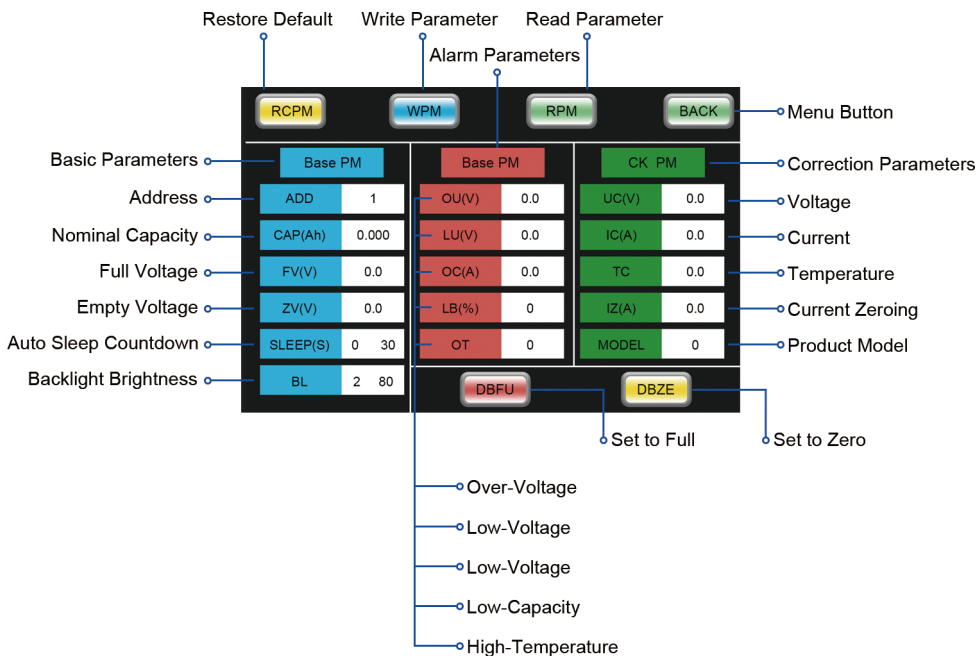 Restore Default
Write Parameter
Read Parameter
Alarm Parameters
RCPM
WPM
RPM
BACK
Menu Button
Basic Parameters
Base PM
Base PM
CK PM
Correction Parameters
Address
ADD 1
OU(V) 0.0
UC(V) 0.0
Voltage
Nominal Capacity
CAP(Ah) 0.000
LU(V) 0.0
IC(A) 0.0
Current
Full Voltage
FV(V) 0.0
OC(A) 0.0
TC 0.0
Temperature
Empty Voltage
ZV(V) 0.0
LB(%) 0
IZ(A) 0.0
Current Zeroing
Auto Sleep Countdown
SLEEP(S) 0 30
OT 0
MODEL 0
Product Model
Backlight Brightness
BL 2 80
DBFU
DBZE
Set to Full
Set to Zero
Over-Voltage
Low-Voltage
Low-Voltage
Low-Capacity
High-Temperature